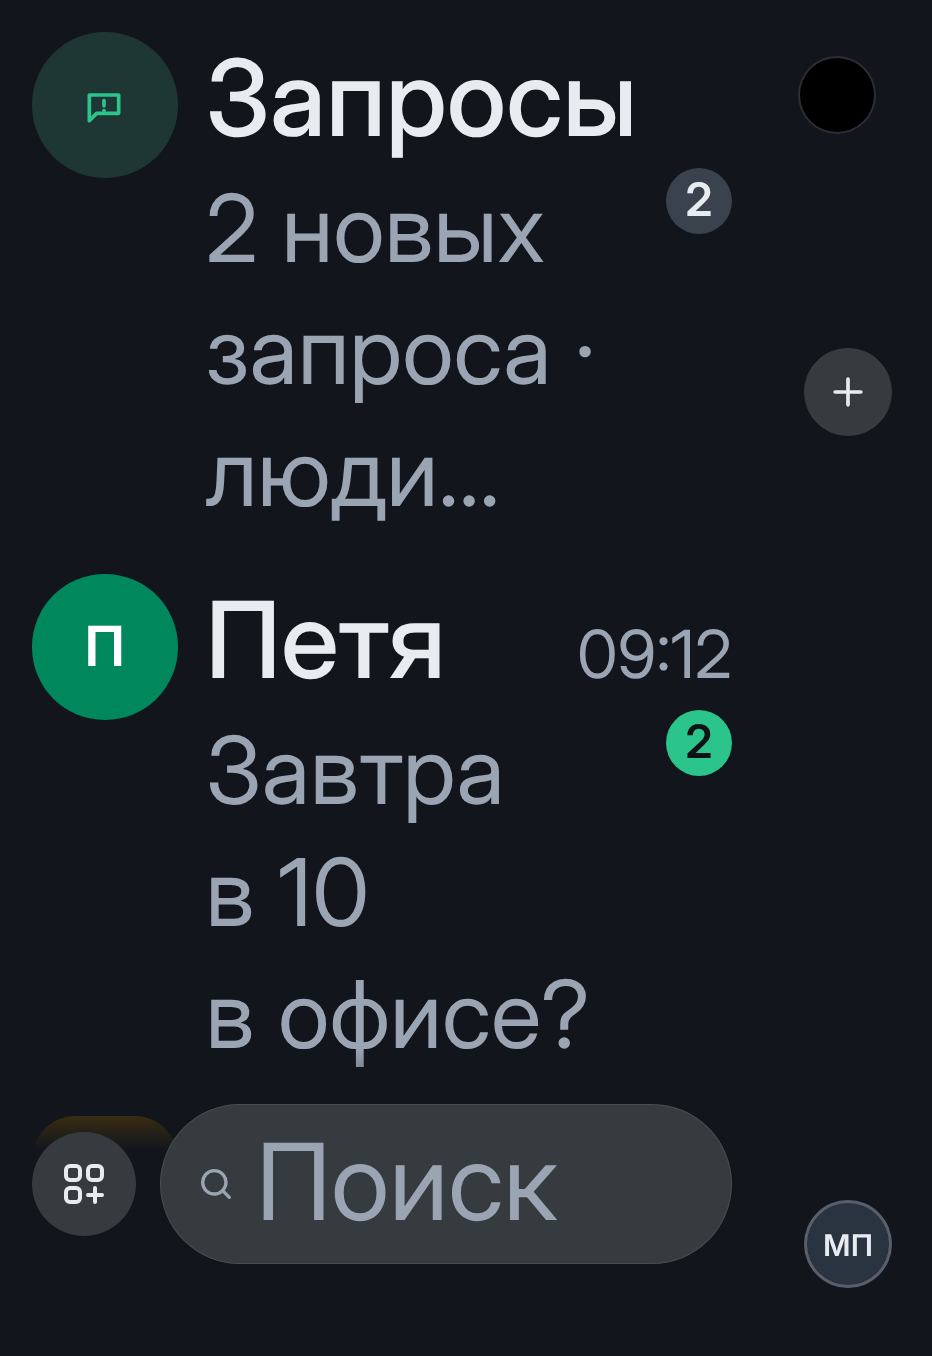 Запросы
2
2 новых
запроса ·
люди...
П
Петя
09:12
2
Завтра
в 10
в офисе?
Поиск
МП